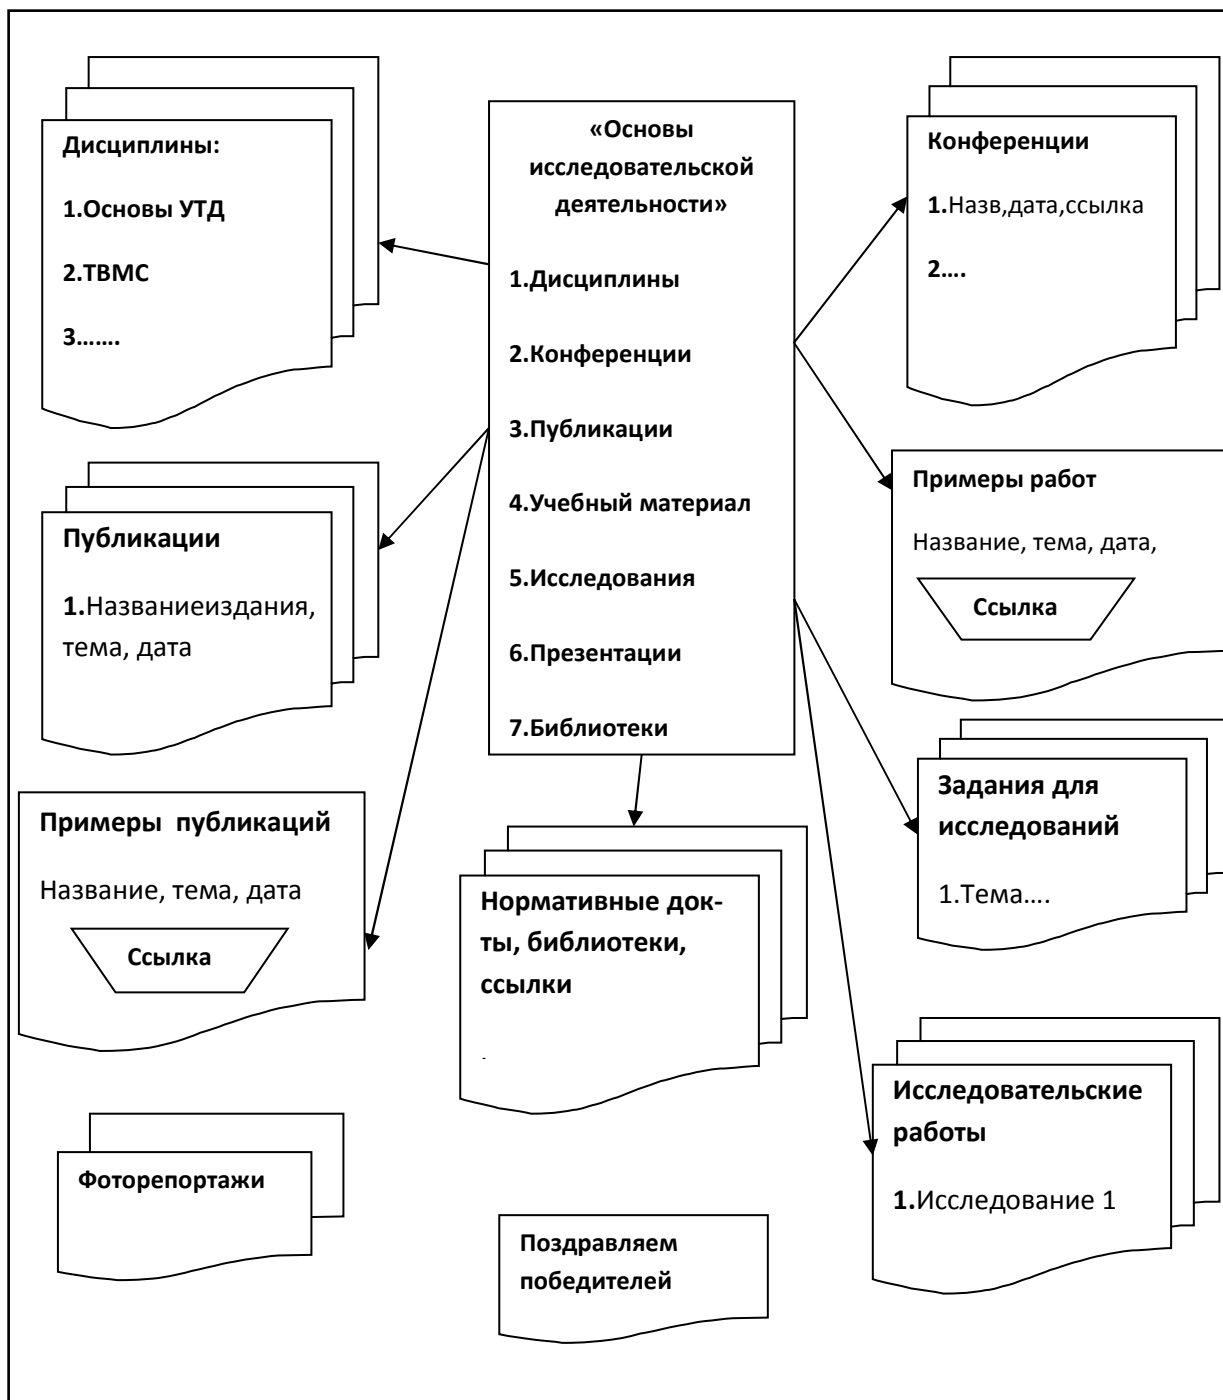 Дисциплины:
1.Основы УТД
2.ТВМС
3.......
«Основы
исследовательской
деятельности»
1.Дисциплины
2.Конференции
3.Публикации
4.Учебный материал
5.Исследования
6.Презентации
7.Библиотеки
Конференции
1.Назв,дата,ссылка
2....
Публикации
1.Названиеиздания,
тема, дата
Примеры работ
Название, тема, дата,
Ссылка
Примеры публикаций
Название, тема, дата
Ссылка
Нормативные док-
ты, библиотеки,
ссылки
.
Задания для
исследований
1.Тема....
Исследовательские
работы
1.Исследование 1
Фоторепортажи
Поздравляем
победителей